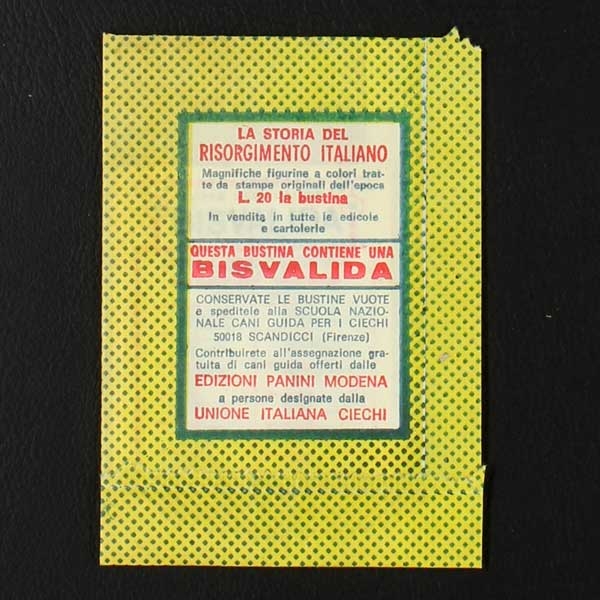 LA STORIA DEL
RISORGIMENTO ITALIANO
Magnifiche figurine a colori trat-
te da stampe originali dell'epoca
L. 20 la bustina
In vendita in tutte le edicole
e cartolerie
QUESTA BUSTINA CONTIENE UNA
BISVALIDA
CONSERVATE LE BUSTINE VUOTE
e speditele alla SCUOLA NAZIO-
NALE CANI GUIDA PER I CIECHI
50018 SCANDICCI (Firenze)
Contribuirete all'assegnazione gra-
tuita di cani guida offerti dalle
EDIZIONI PANINI MODENA
a persone designate dalla
UNIONE ITALIANA CIECHI